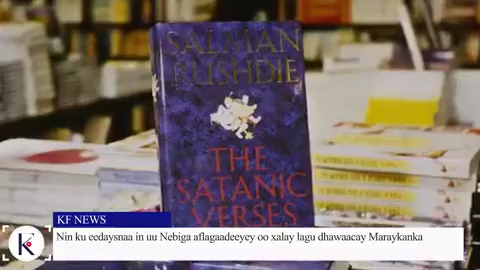 SALMAN
RUSHDIE
THE
SATANIC
VERSES
KF NEWS
Nin ku eedaysnaa in uu Nebiga aflagaadeeyey oo xalay lagu dhawaacay Maraykanka